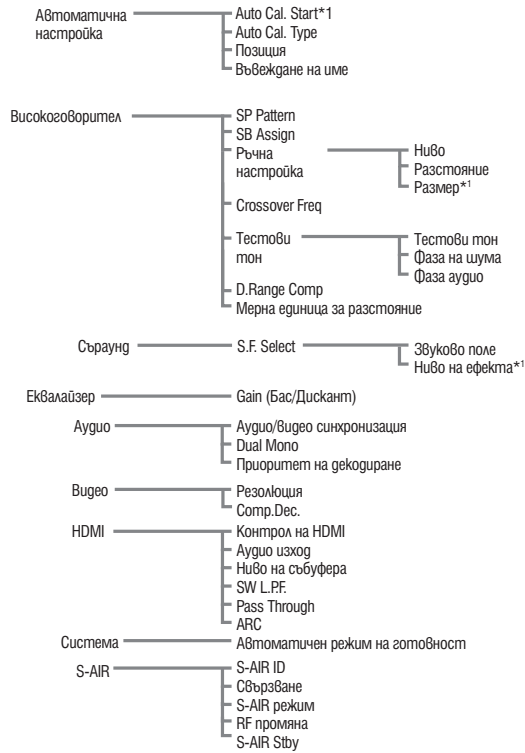 Автоматична
настройка
Auto Cal. Start*1
Auto Cal. Type
Позиция
Въвеждане на име
Високоговорител
SP Pattern
SB Assign
Ръчна
настройка
Ниво
Разстояние
Размер*1
Crossover Freq
Тестови
тон
Тестови тон
Фаза на шума
Фаза аудио
D.Range Comp
Мерна единица за разстояние
Съраунд
S.F. Select
Звуково поле
Ниво на ефекта*1
Еквалайзер
Gain (Бас/Дискант)
Аудио
Аудио/видео синхронизация
Dual Mono
Приоритет на декодиране
Видео
Резолюция
Comp.Dec.
HDMI
Контрол на HDMI
Аудио изход
Ниво на събуфера
SW L.P.F.
Pass Through
ARC
Система
Автоматичен режим на готовност
S-AIR
S-AIR ID
Свързване
S-AIR режим
RF промяна
S-AIR Stby